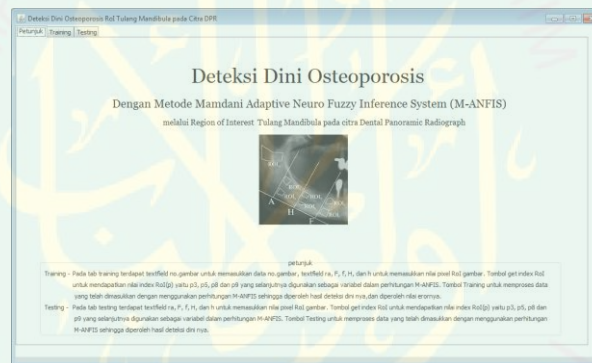 Deteksi Dini Osteoporosis RoI Tulang Mandibula pada Citra DPR
Petunjuk Training Testing
Deteksi Dini Osteoporosis
Dengan Metode Mamdani Adaptive Neuro Fuzzy Inference System (M-ANFIS)
melalui Region of Interest Tulang Mandibula pada citra Dental Panoramic Radiograph
A H F
petunjuk
Training - Pada tab training terdapat textfield no.gambar untuk memasukkan data no.gambar, textfield ra, P, f, H, dan h untuk memasukkan nilai pixel RoI gambar. Tombol get index RoI
untuk mendapatkan nilai index RoI(p) yaitu p3, p5, p8 dan p9 yang selanjutnya digunakan sebagai variabel dalam perhitungan M-ANFIS. Tombol Training untuk memproses data
yang telah dimasukkan dengan menggunakan perhitungan M-ANFIS sehingga diperoleh hasil deteksi dini nya,dan diperoleh nilai errornya.
Testing - Pada tab testing terdapat textfield ra, P, f, H, dan h untuk memasukkan nilai pixel RoI gambar. Tombol get index RoI untuk mendapatkan nilai index RoI(p) yaitu p3, p5, p8 dan
p9 yang selanjutnya digunakan sebagai variabel dalam perhitungan M-ANFIS. Tombol Testing untuk memproses data yang telah dimasukkan dengan menggunakan perhitungan
M-ANFIS sehingga diperoleh hasil deteksi dini nya.